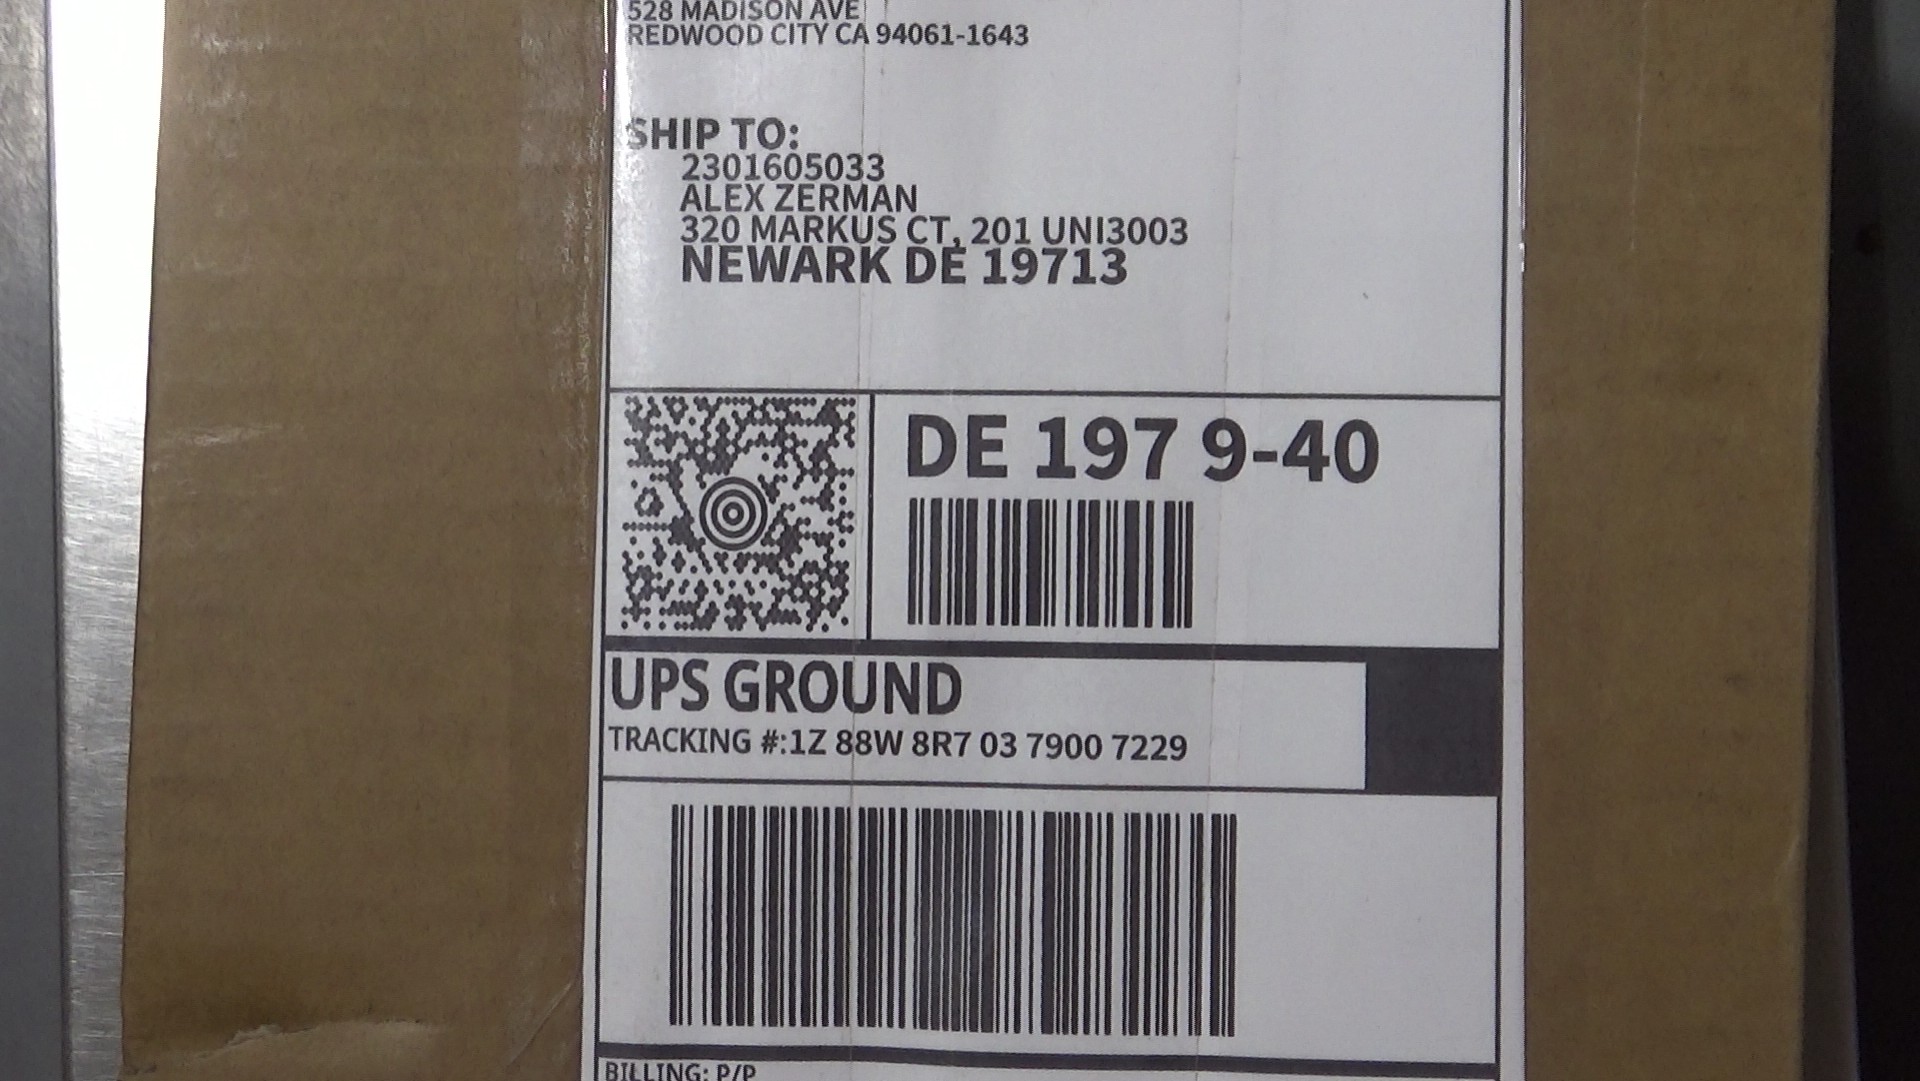 528 MADISON AVE
REDWOOD CITY CA 94061-1643
SHIP TO:
2301605033
ALEX ZERMAN
320 MARKUS CT, 201 UNI3003
NEWARK DE 19713
DE 197 9-40
UPS GROUND
TRACKING #:1Z 88W 8R7 03 7900 7229
BILLING: P/P